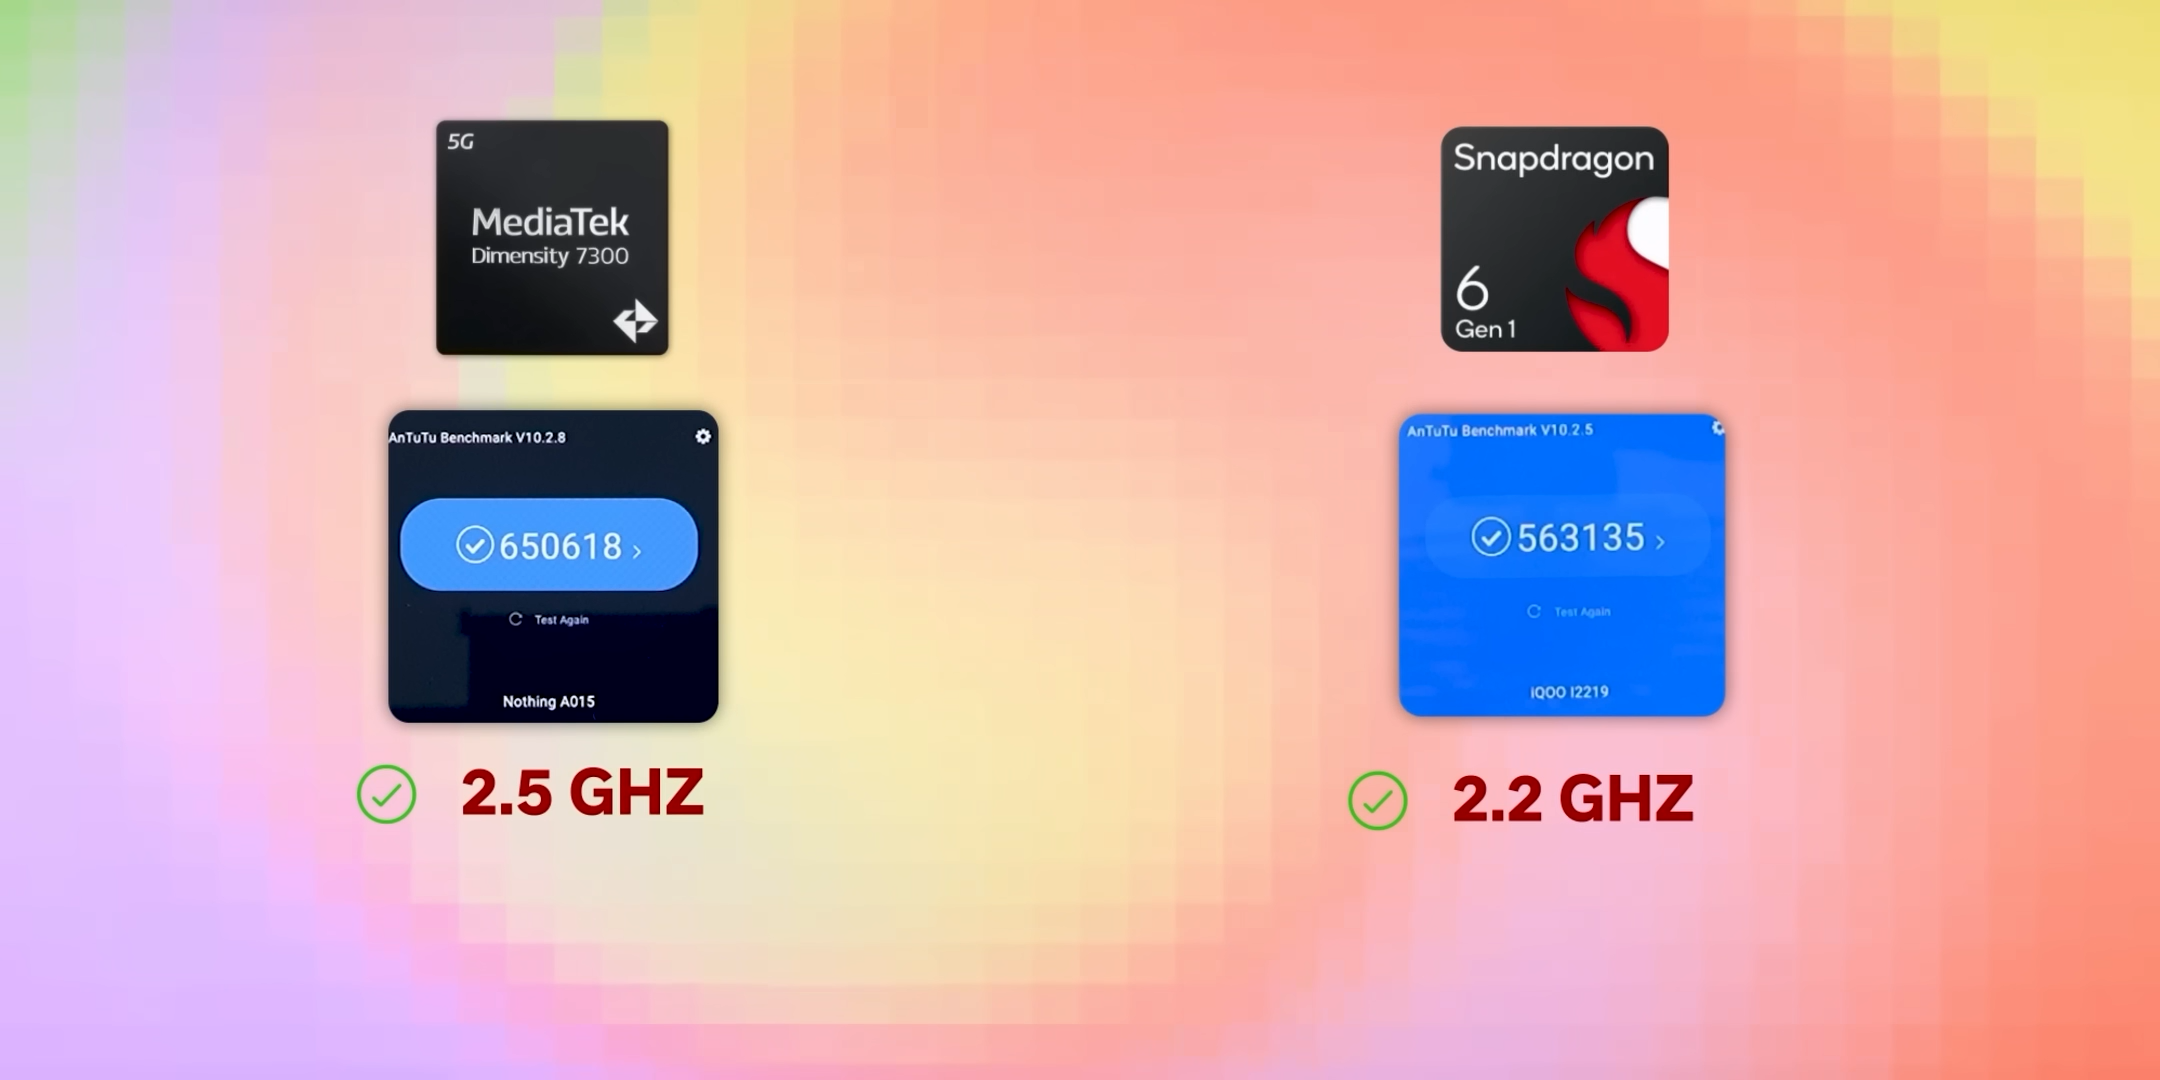 5G
MediaTek
Dimensity 7300
AnTuTu Benchmark V10.2.8
650618
Test Again
Nothing A015
2.5 GHZ
Snapdragon
6
Gen 1
AnTuTu Benchmark V10.2.5
563135
Test Again
iQOO I2219
2.2 GHZ